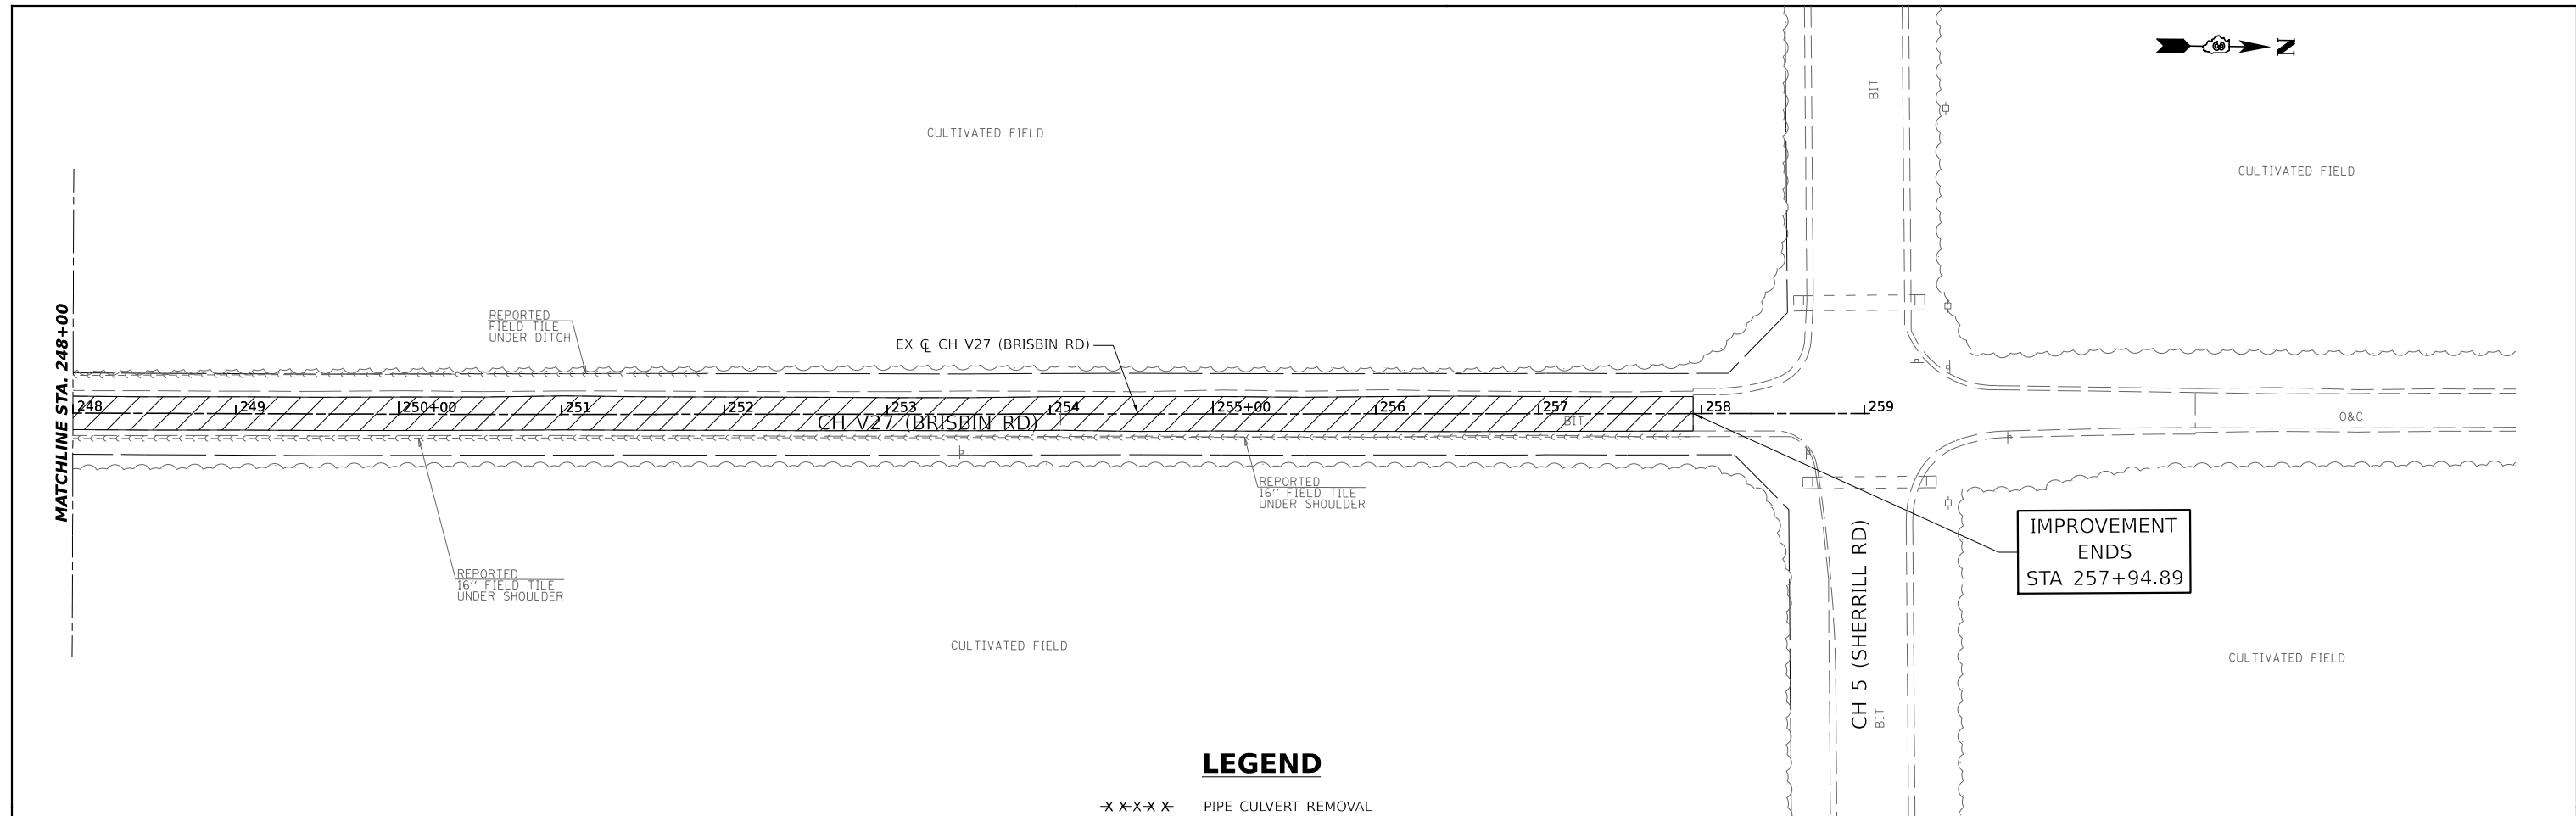 N
BIT
CULTIVATED FIELD
CULTIVATED FIELD
MATCHLINE STA. 248+00
REPORTED
FIELD TILE
UNDER DITCH
EX ℄ CH V27 (BRISBIN RD)
248
249
250+00
251
252
253
254
255+00
256
257
258
259
CH V27 (BRISBIN RD)
BIT
O&C
REPORTED
16" FIELD TILE
UNDER SHOULDER
REPORTED
16" FIELD TILE
UNDER SHOULDER
IMPROVEMENT
ENDS
STA 257+94.89
CH 5 (SHERRILL RD)
BIT
CULTIVATED FIELD
CULTIVATED FIELD
LEGEND
PIPE CULVERT REMOVAL